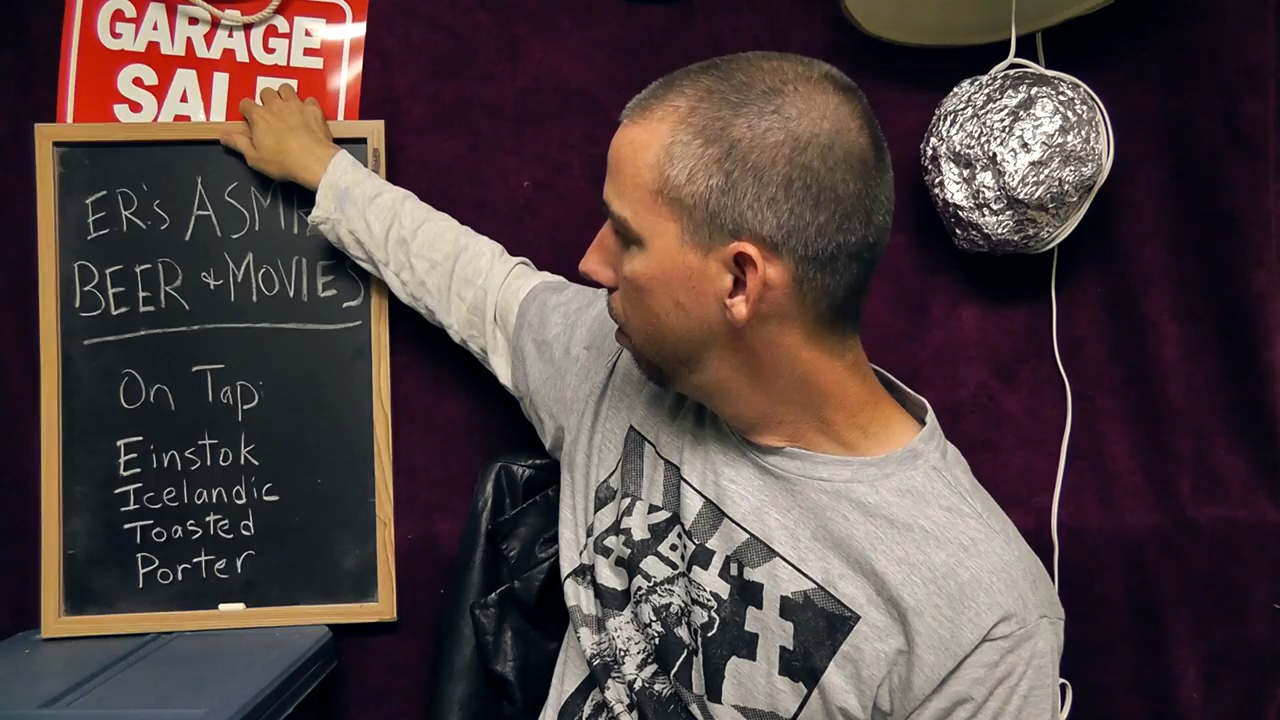 GARAGE
SALE
ER's ASMR
BEER & MOVIES
On Tap:
Einstok
Icelandic
Toasted
Porter